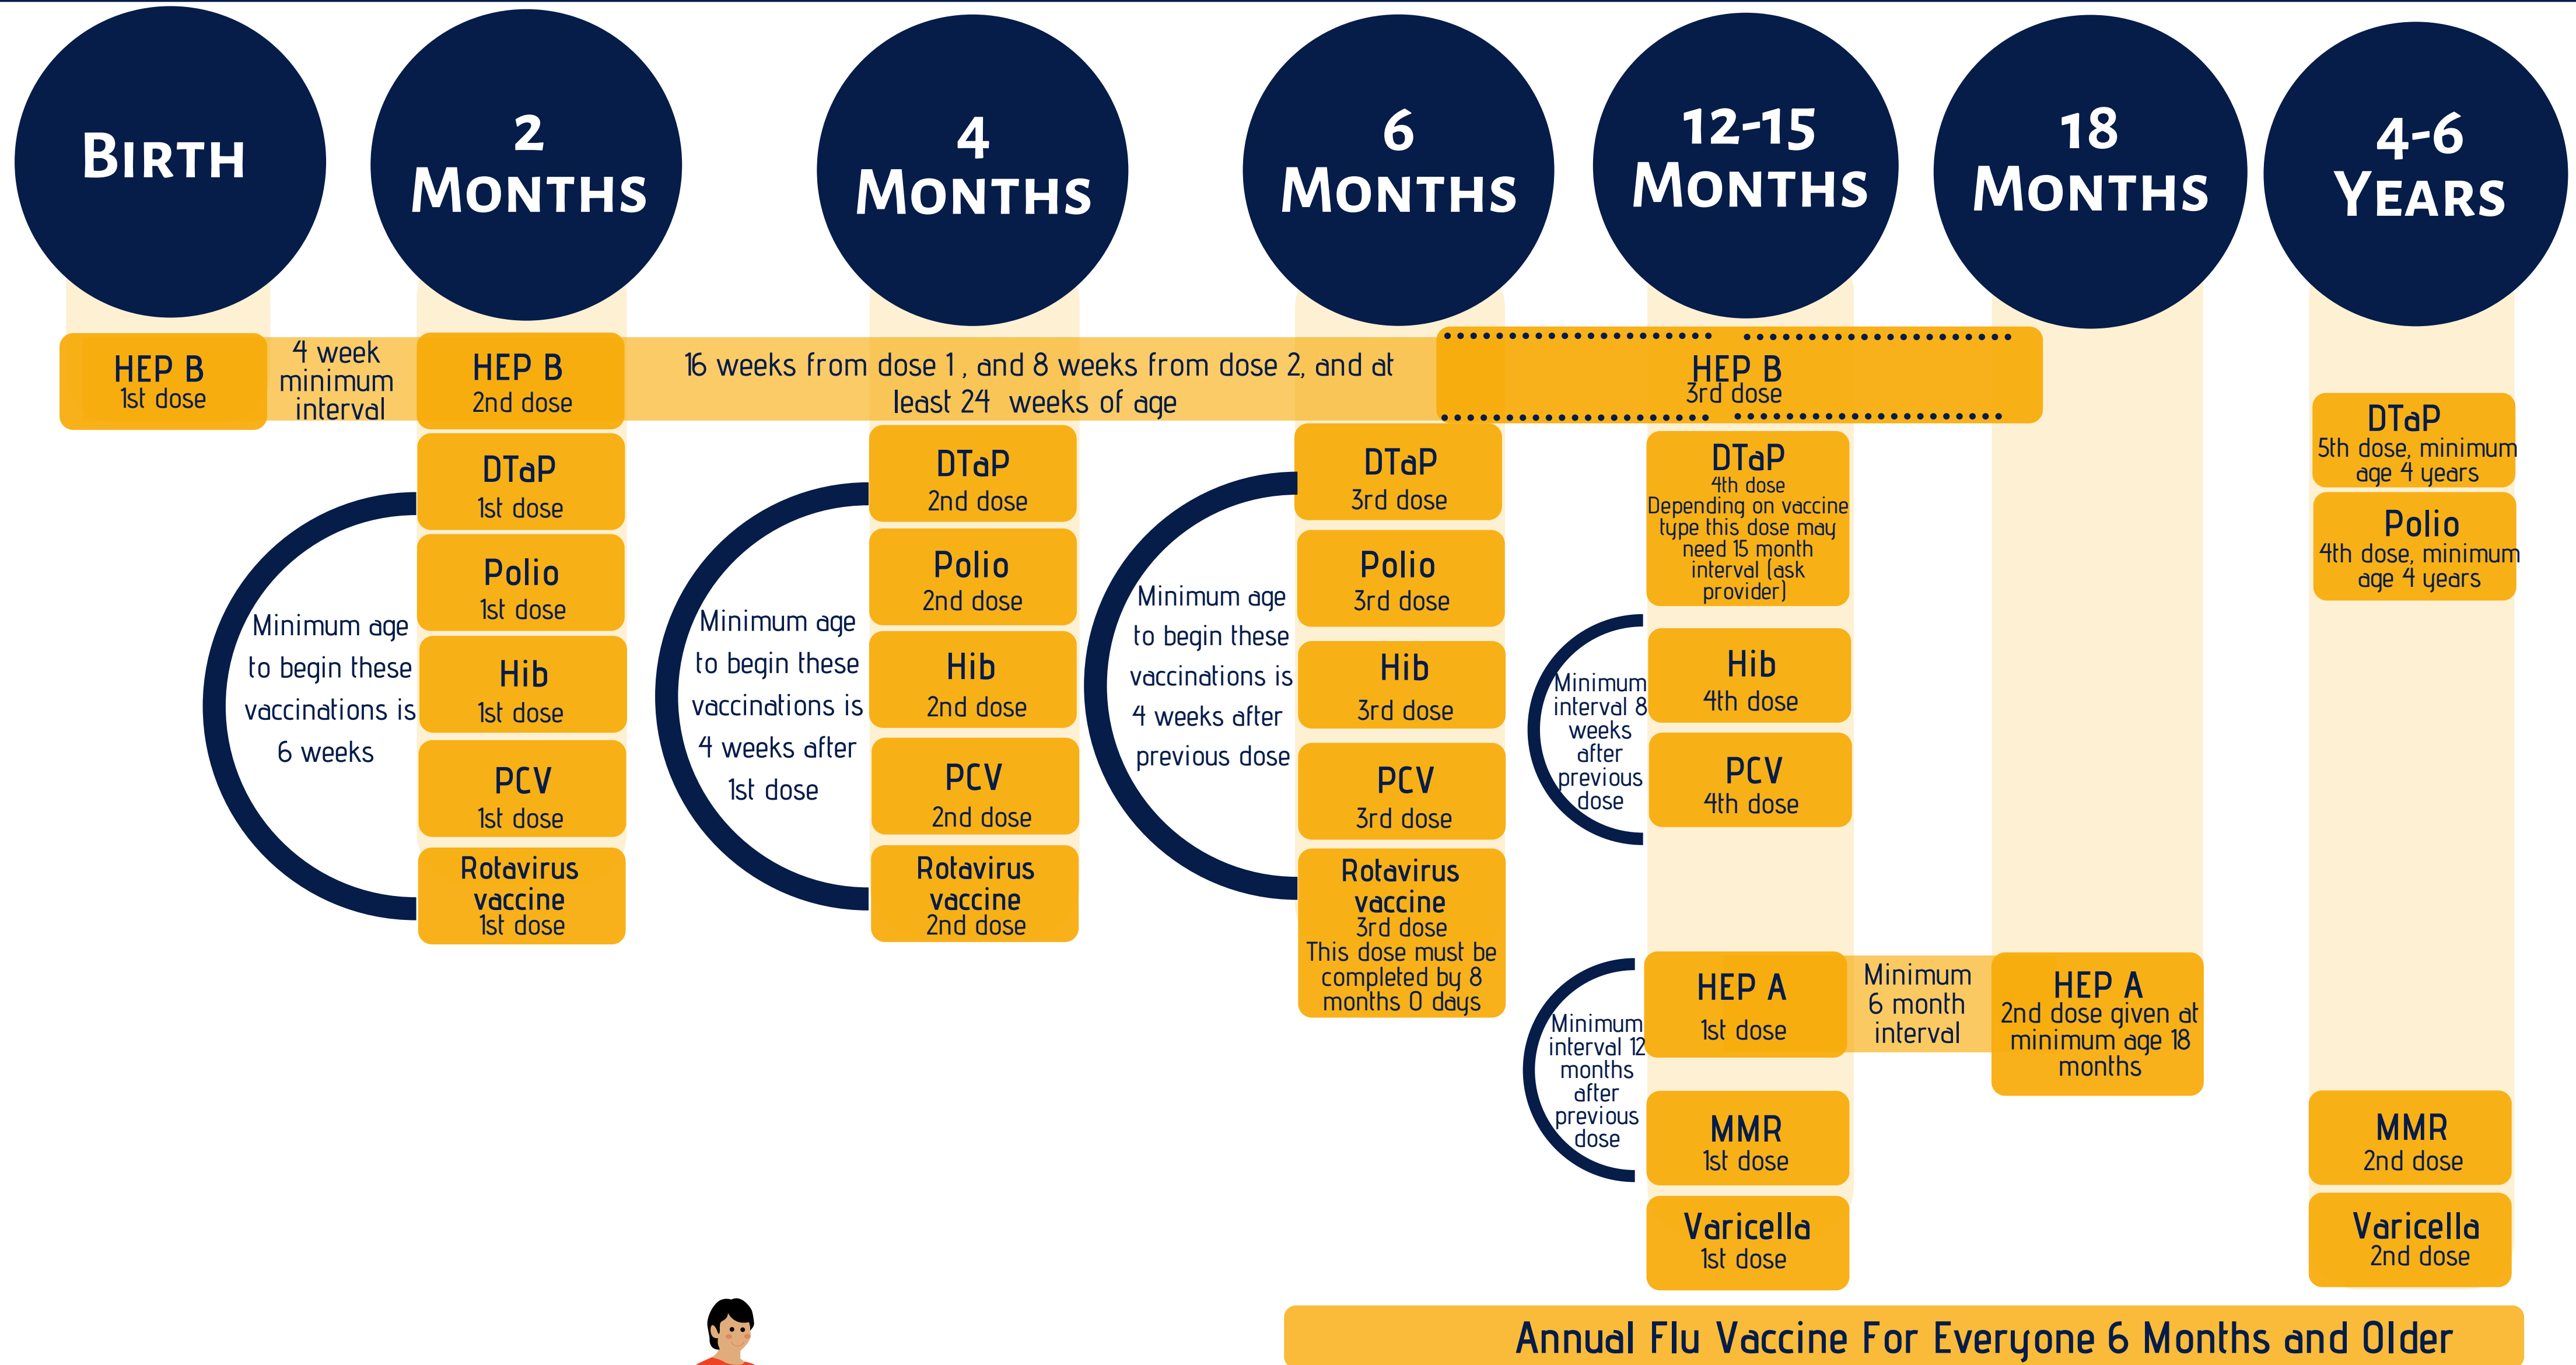 BIRTH
2
MONTHS
4
MONTHS
6
MONTHS
12-15
MONTHS
18
MONTHS
4-6
YEARS
HEP B
1st dose
4 week
minimum
interval
HEP B
2nd dose
16 weeks from dose 1 , and 8 weeks from dose 2, and at
least 24 weeks of age
HEP B
3rd dose
Minimum age
to begin these
vaccinations is
6 weeks
DTaP
1st dose
Polio
1st dose
Hib
1st dose
PCV
1st dose
Rotavirus
vaccine
1st dose
Minimum age
to begin these
vaccinations is
4 weeks after
1st dose
DTaP
2nd dose
Polio
2nd dose
Hib
2nd dose
PCV
2nd dose
Rotavirus
vaccine
2nd dose
Minimum age
to begin these
vaccinations is
4 weeks after
previous dose
DTaP
3rd dose
Polio
3rd dose
Hib
3rd dose
PCV
3rd dose
Rotavirus
vaccine
3rd dose
This dose must be
completed by 8
months 0 days
DTaP
4th dose
Depending on vaccine
type this dose may
need 15 month
interval (ask
provider)
Minimum
interval 8
weeks
after
previous
dose
Hib
4th dose
PCV
4th dose
Minimum
interval 12
months
after
previous
dose
HEP A
1st dose
MMR
1st dose
Varicella
1st dose
Minimum
6 month
interval
HEP A
2nd dose given at
minimum age 18
months
DTaP
5th dose, minimum
age 4 years
Polio
4th dose, minimum
age 4 years
MMR
2nd dose
Varicella
2nd dose
Annual Flu Vaccine For Everyone 6 Months and Older